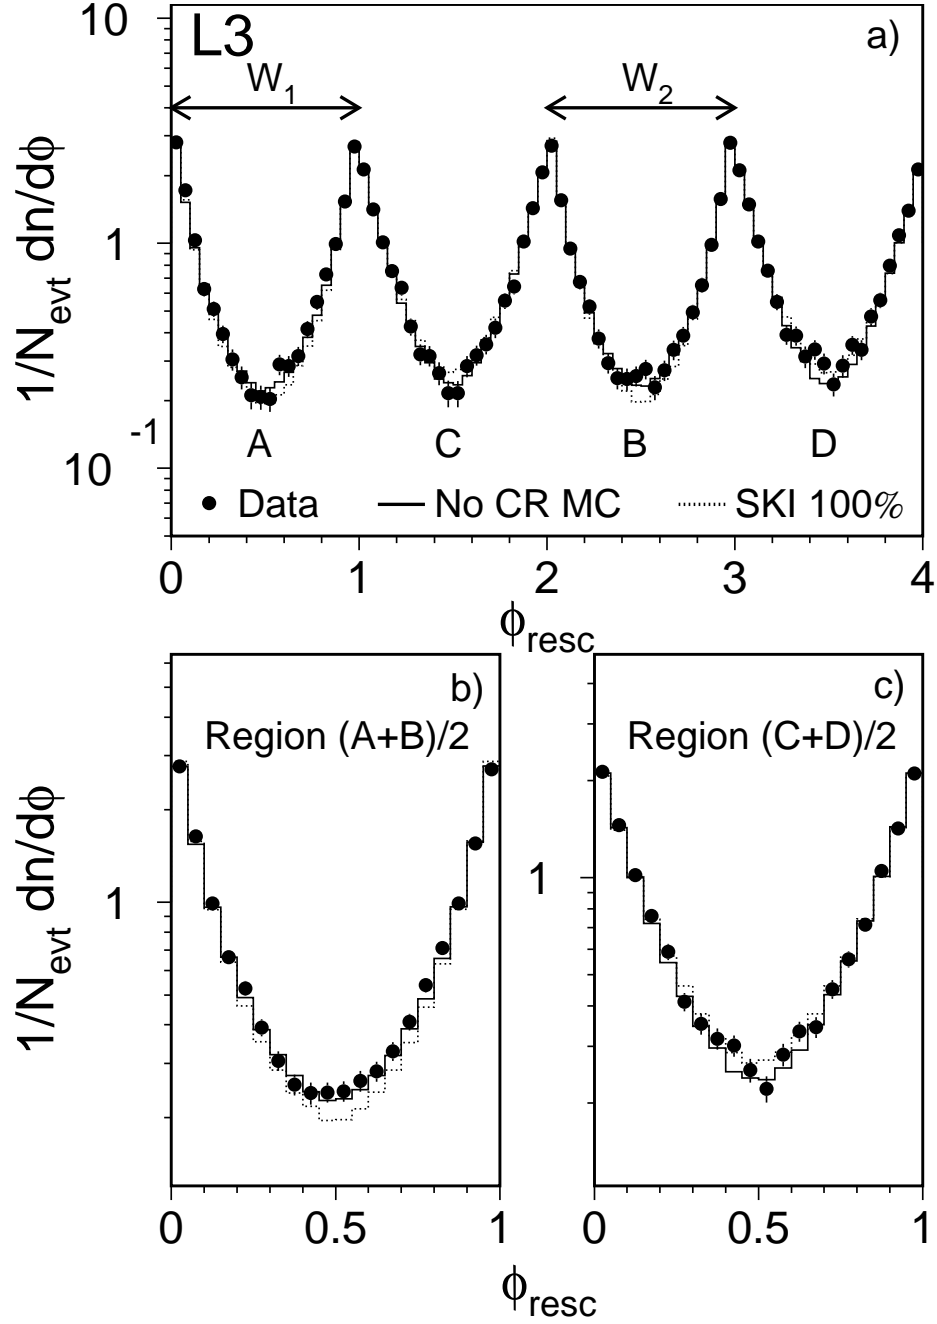 10
L3
a)
W1
W2
1/Nevt dn/dϕ
1
10-1
A
C
B
D
Data
No CR MC
SKI 100%
0
1
2
3
4
ϕresc
b)
Region (A+B)/2
1/Nevt dn/dϕ
1
0
0.5
1
c)
Region (C+D)/2
1
0
0.5
1
ϕresc